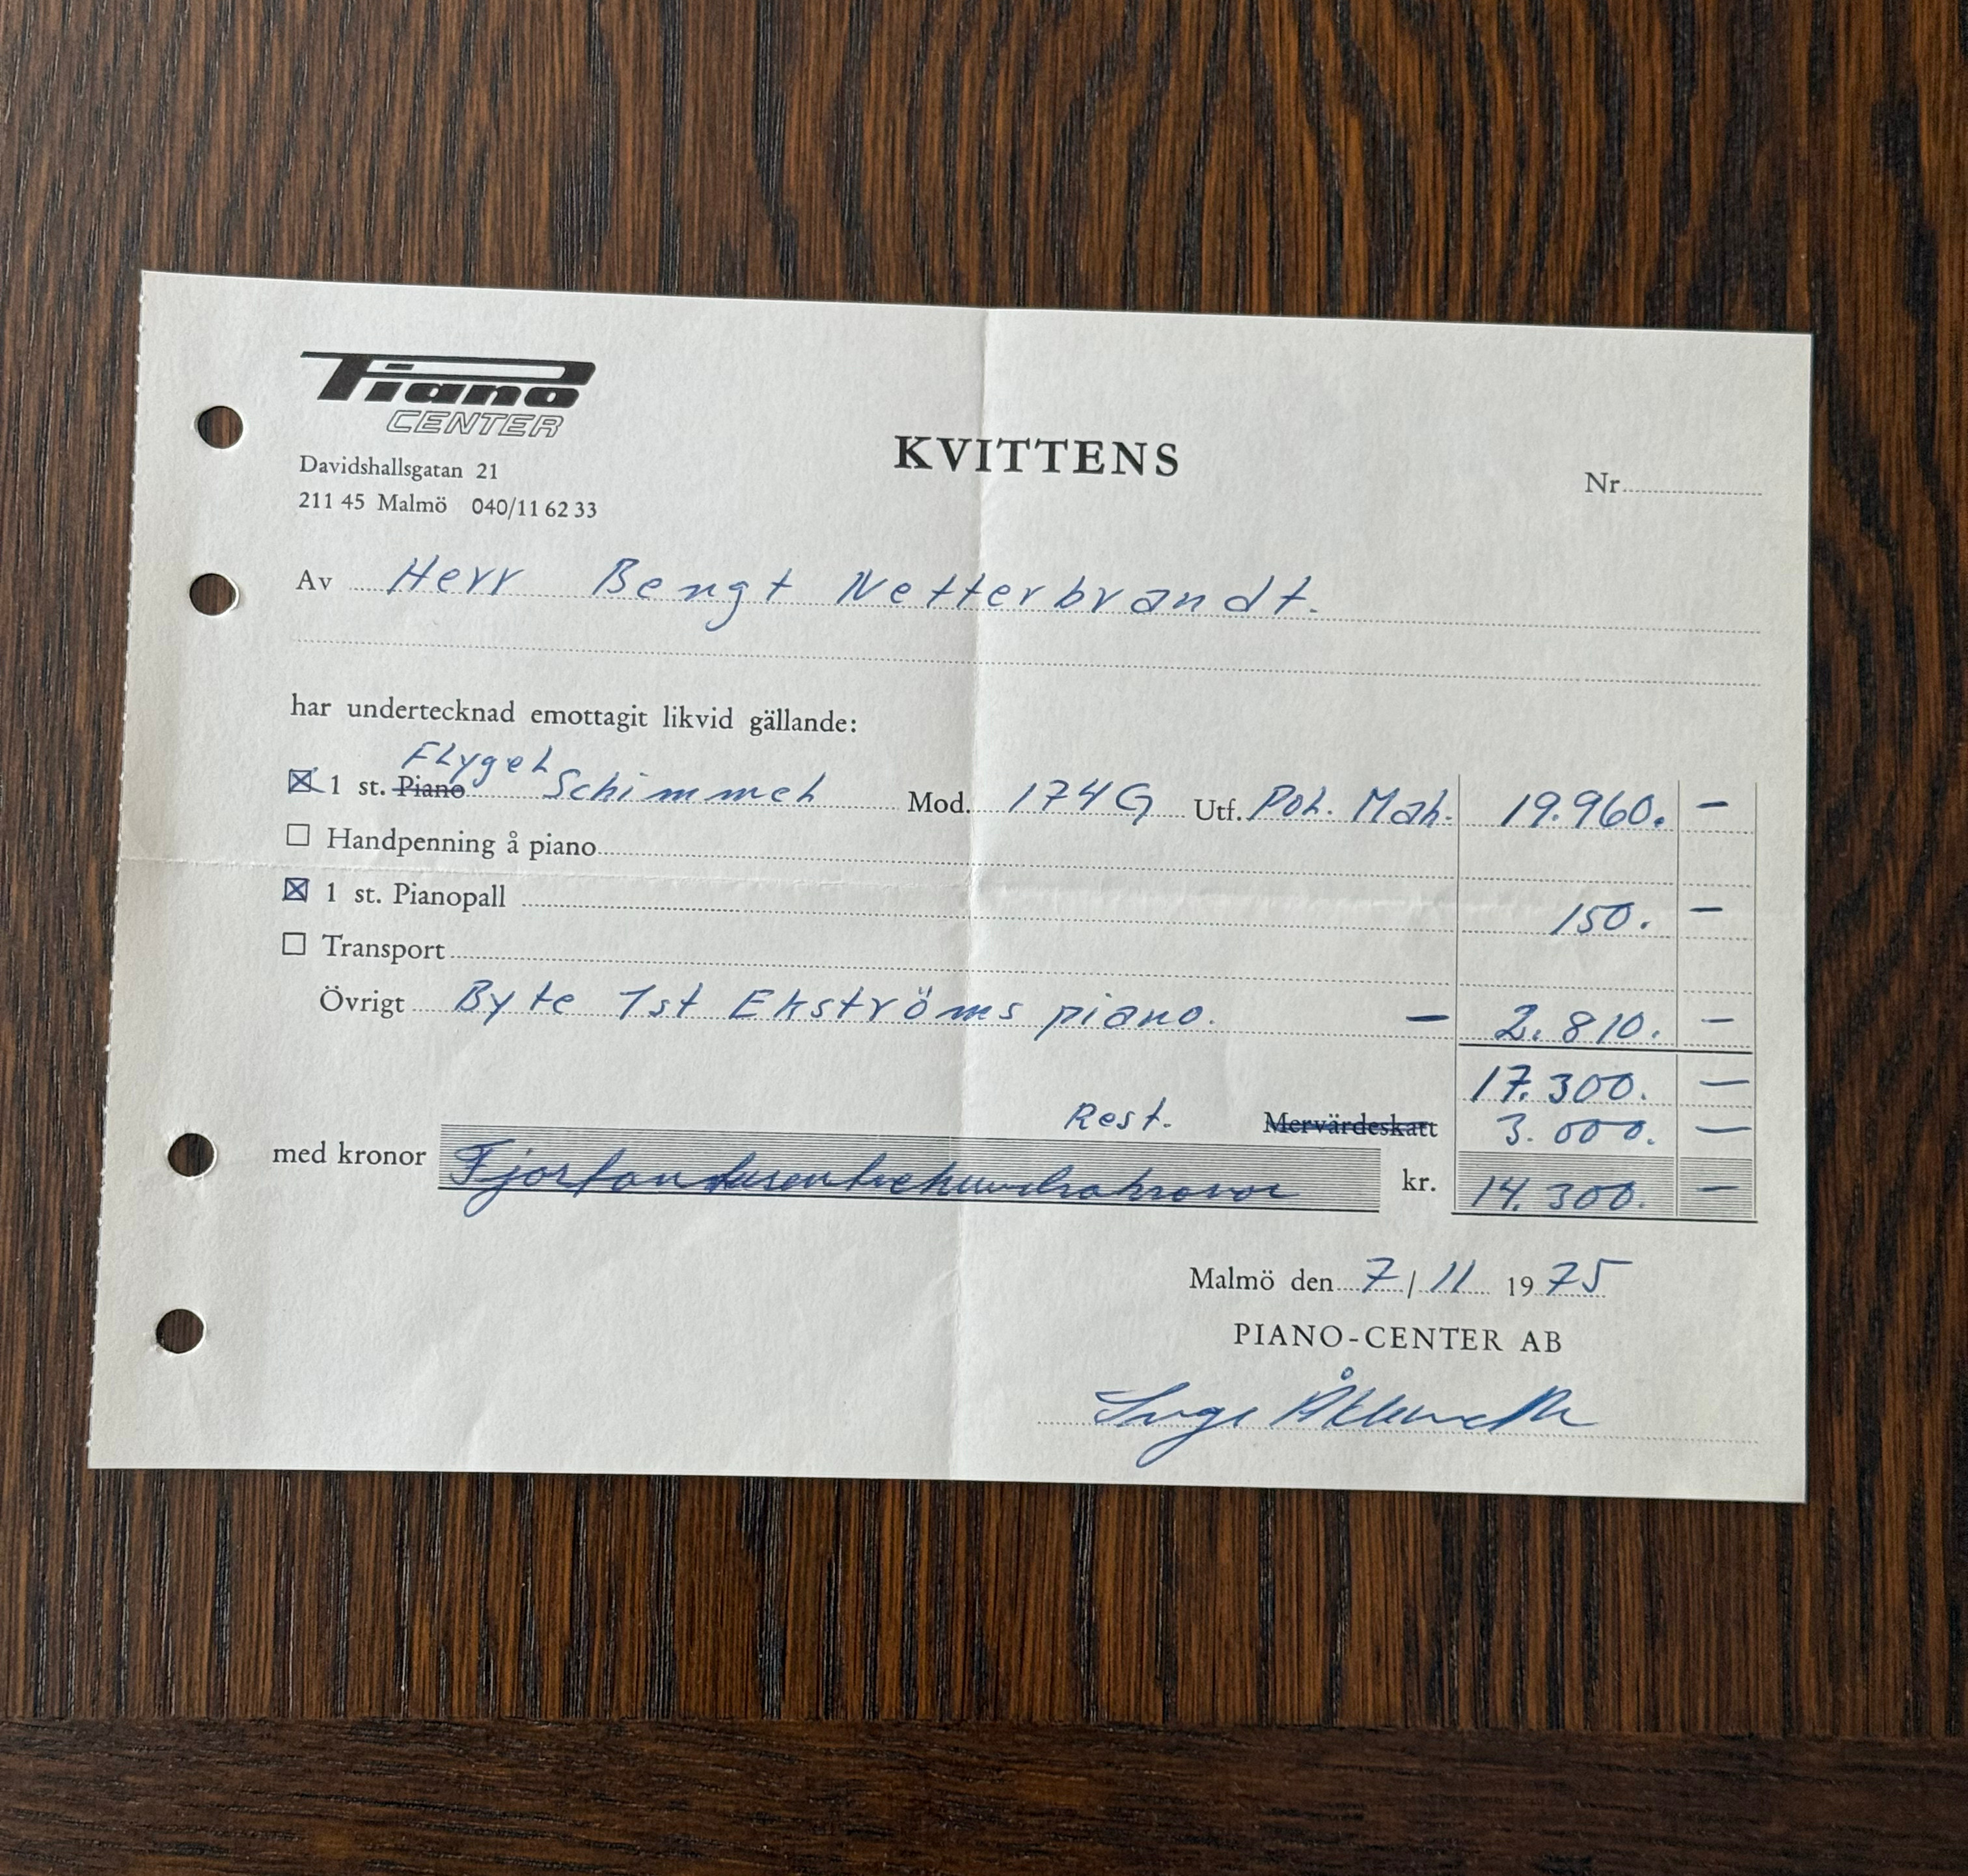 Piano
CENTER
Davidshallsgatan 21
211 45 Malmö 040/11 62 33
KVITTENS
Nr
Av Herr Bengt Netterbrandt.
har undertecknad emottagit likvid gällande:
Flygel
1 st. Piano Schimmel Mod. 174G Utf. Pol. Mah. 19.960. —
Handpenning å piano
1 st. Pianopall 150. —
Transport
Övrigt Byte 1st Ekströms piano. — 2.810. —
17.300. —
Rest. Mervärdeskatt 3.000. —
med kronor Fjortontusentrehundrakronor kr. 14.300. —
Malmö den 7/11 1975
PIANO-CENTER AB
Inge